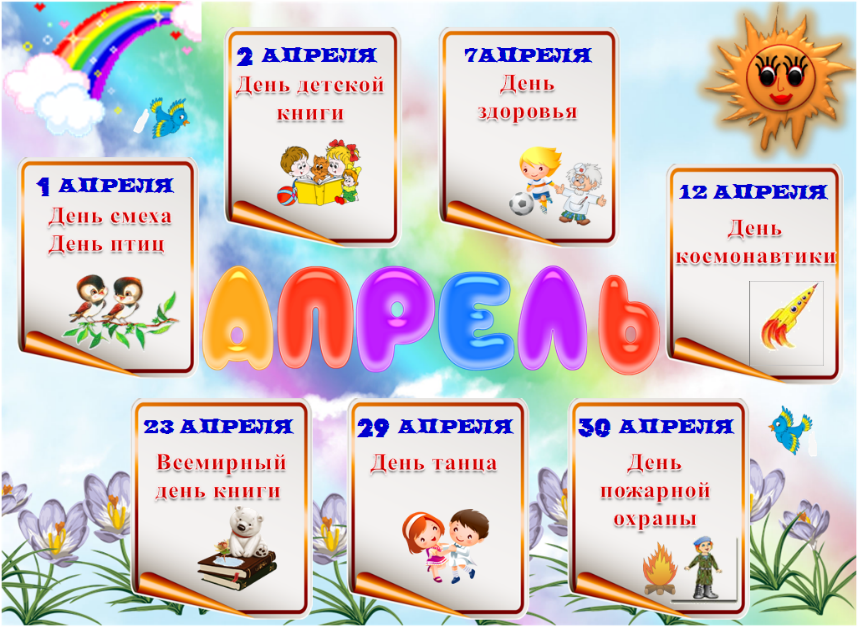 2 АПРЕЛЯ
День детской
книги
7АПРЕЛЯ
День
здоровья
1 АПРЕЛЯ
День смеха
День птиц
12 АПРЕЛЯ
День
космонавтики
АПРЕЛЬ
23 АПРЕЛЯ
Всемирный
день книги
29 АПРЕЛЯ
День танца
30 АПРЕЛЯ
День
пожарной
охраны